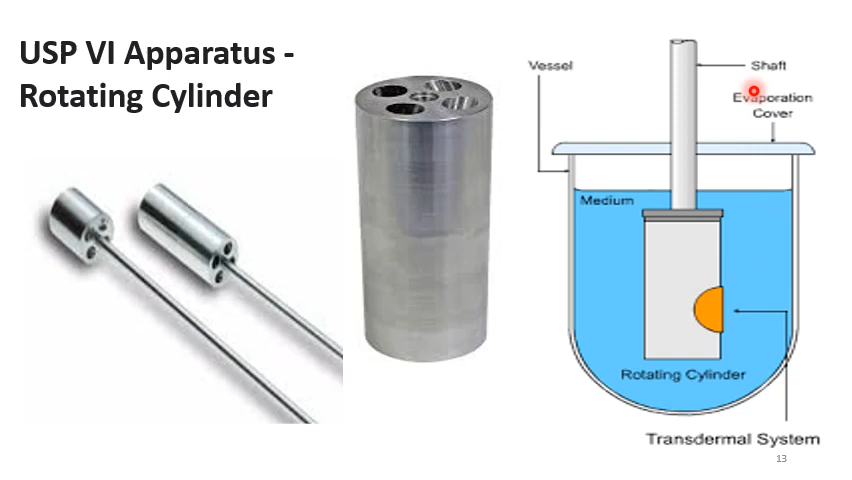 USP VI Apparatus -
Rotating Cylinder
Vessel
Shaft
Evaporation
Cover
Medium
Rotating Cylinder
Transdermal System
13